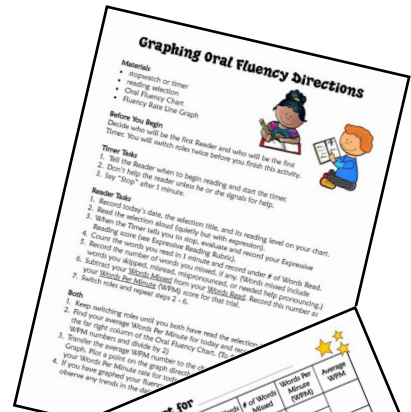 Graphing Oral Fluency Directions
Materials
• stopwatch or timer
• reading selection
• Oral Fluency Chart
• Fluency Rate Line Graph
Before You Begin
Decide who will be the first Reader and who will be the first
Timer. You will switch roles twice before you finish this activity.
Timer Tasks
1. Tell the Reader when to begin reading and start the timer.
2. Don't help the reader unless he or she signals for help.
3. Say "Stop" after 1 minute.
Reader Tasks
1. Record today's date, the selection title, and its reading level on your chart.
2. Read the selection aloud (quietly but with expression).
3. When the Timer tells you to stop, evaluate and record your Expressive
Reading score (see Expressive Reading Rubric).
4. Count the words you read in 1 minute and record under # of Words Read.
5. Record the number of words you missed, if any. (Words missed include
words you skipped, misread, mispronounced, or needed help pronouncing.)
6. Subtract your Words Missed from your Words Read. Record this number as
your Words Per Minute (WPM) score for that trial.
7. Switch roles and repeat steps 2 - 6.
Both
1. Keep switching roles until you both have read the selection
2. Find your average Words Per Minute for today and
the far right column of the Oral Fluency Chart. (To
WPM numbers and divide by 2)
3. Transfer the average WPM number to the
Graph. Plot a point on the graph
your Words Per Minute rate for
4. If you have graphed your
observe any trends in the
for
# of Words
Missed
Words Per
Minute
(WPM)
Average
WPM